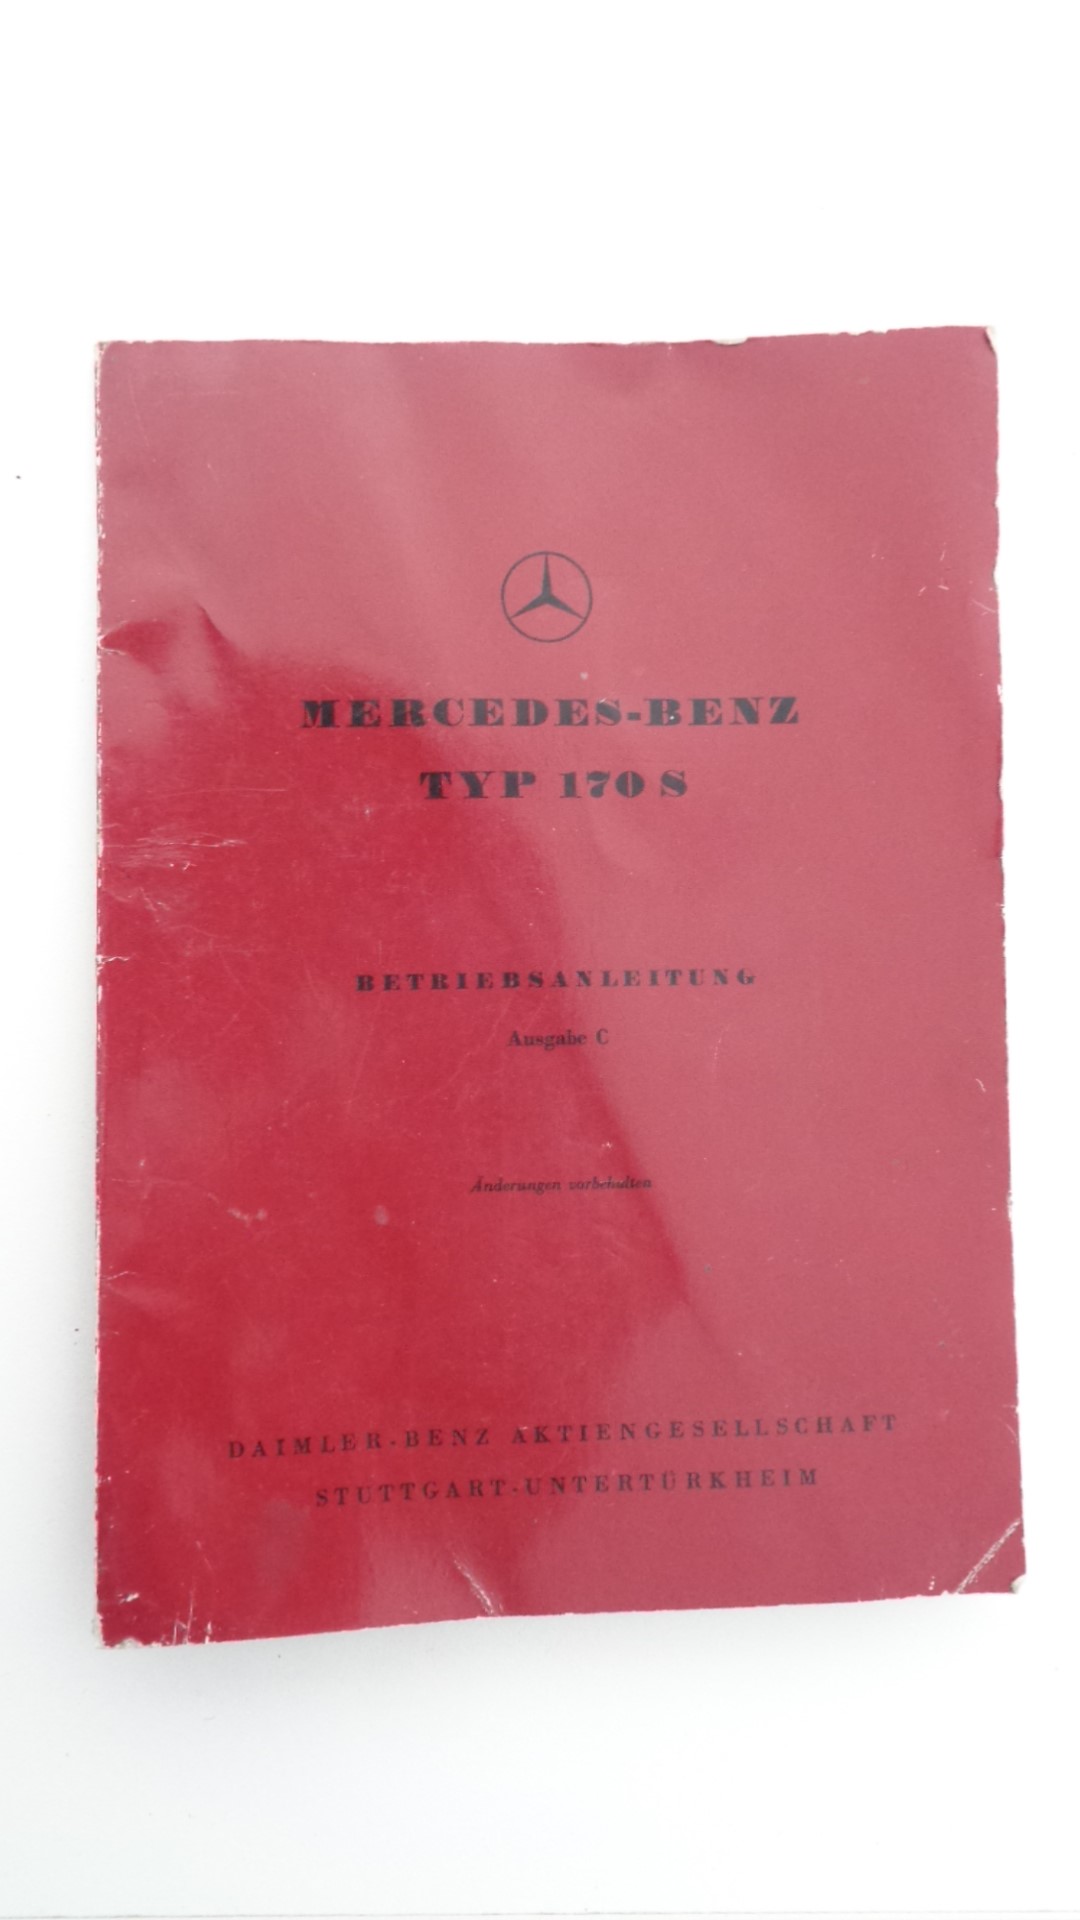 MERCEDES-BENZ
TYP 170 S
BETRIEBSANLEITUNG
Ausgabe C
Änderungen vorbehalten
DAIMLER-BENZ AKTIENGESELLSCHAFT
STUTTGART-UNTERTÜRKHEIM